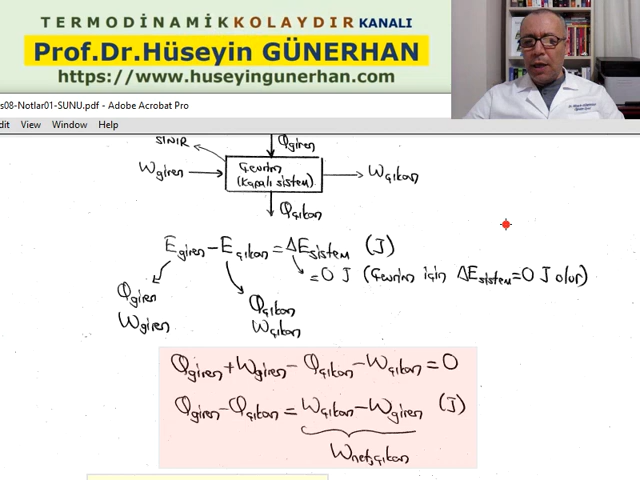 TERMODİNAMİKKOLAYDIR KANALI
Prof.Dr.Hüseyin GÜNERHAN
https://www.huseyingunerhan.com
s08-Notlar01-SUNU.pdf - Adobe Acrobat Pro
dit View Window Help
SINIR
Qgiren
Wgiren
Çevrim
(Kapalı sistem)
Wçıkan
Qçıkan
Egiren - Eçıkan = ΔEsistem (J)
= 0 J (Çevrim için ΔEsistem = 0 J olur)
Qgiren
Wgiren
Qçıkan
Wçıkan
Qgiren + Wgiren - Qçıkan - Wçıkan = 0
Qgiren - Qçıkan = Wçıkan - Wgiren (J)
Wnet,çıkan